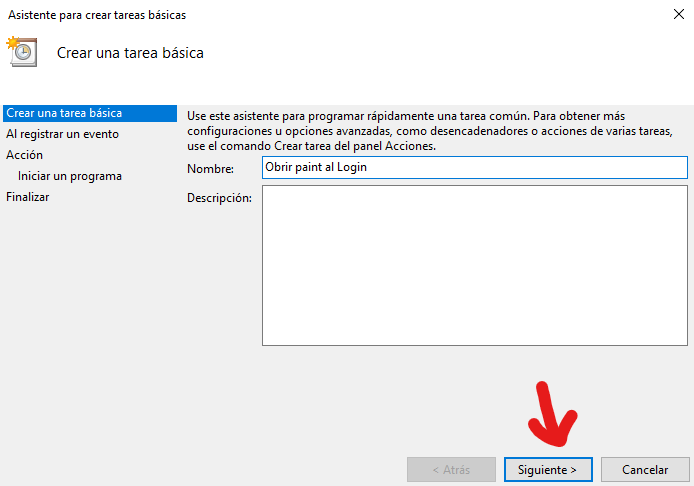 Asistente para crear tareas básicas
Crear una tarea básica
Crear una tarea básica
Al registrar un evento
Acción
Iniciar un programa
Finalizar
Use este asistente para programar rápidamente una tarea común. Para obtener más
configuraciones u opciones avanzadas, como desencadenadores o acciones de varias tareas,
use el comando Crear tarea del panel Acciones.
Nombre: Obrir paint al Login
Descripción:
< Atrás Siguiente > Cancelar